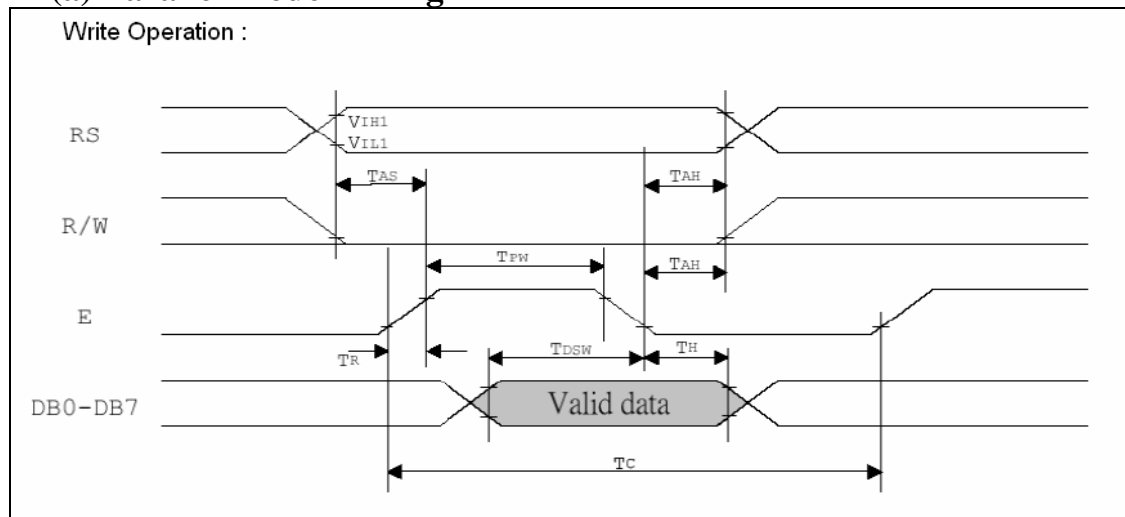 Write Operation :
RS
VIH1
VIL1
TAS
TAH
R/W
TPW
TAH
E
TR
TDSW
TH
DB0-DB7
Valid data
TC